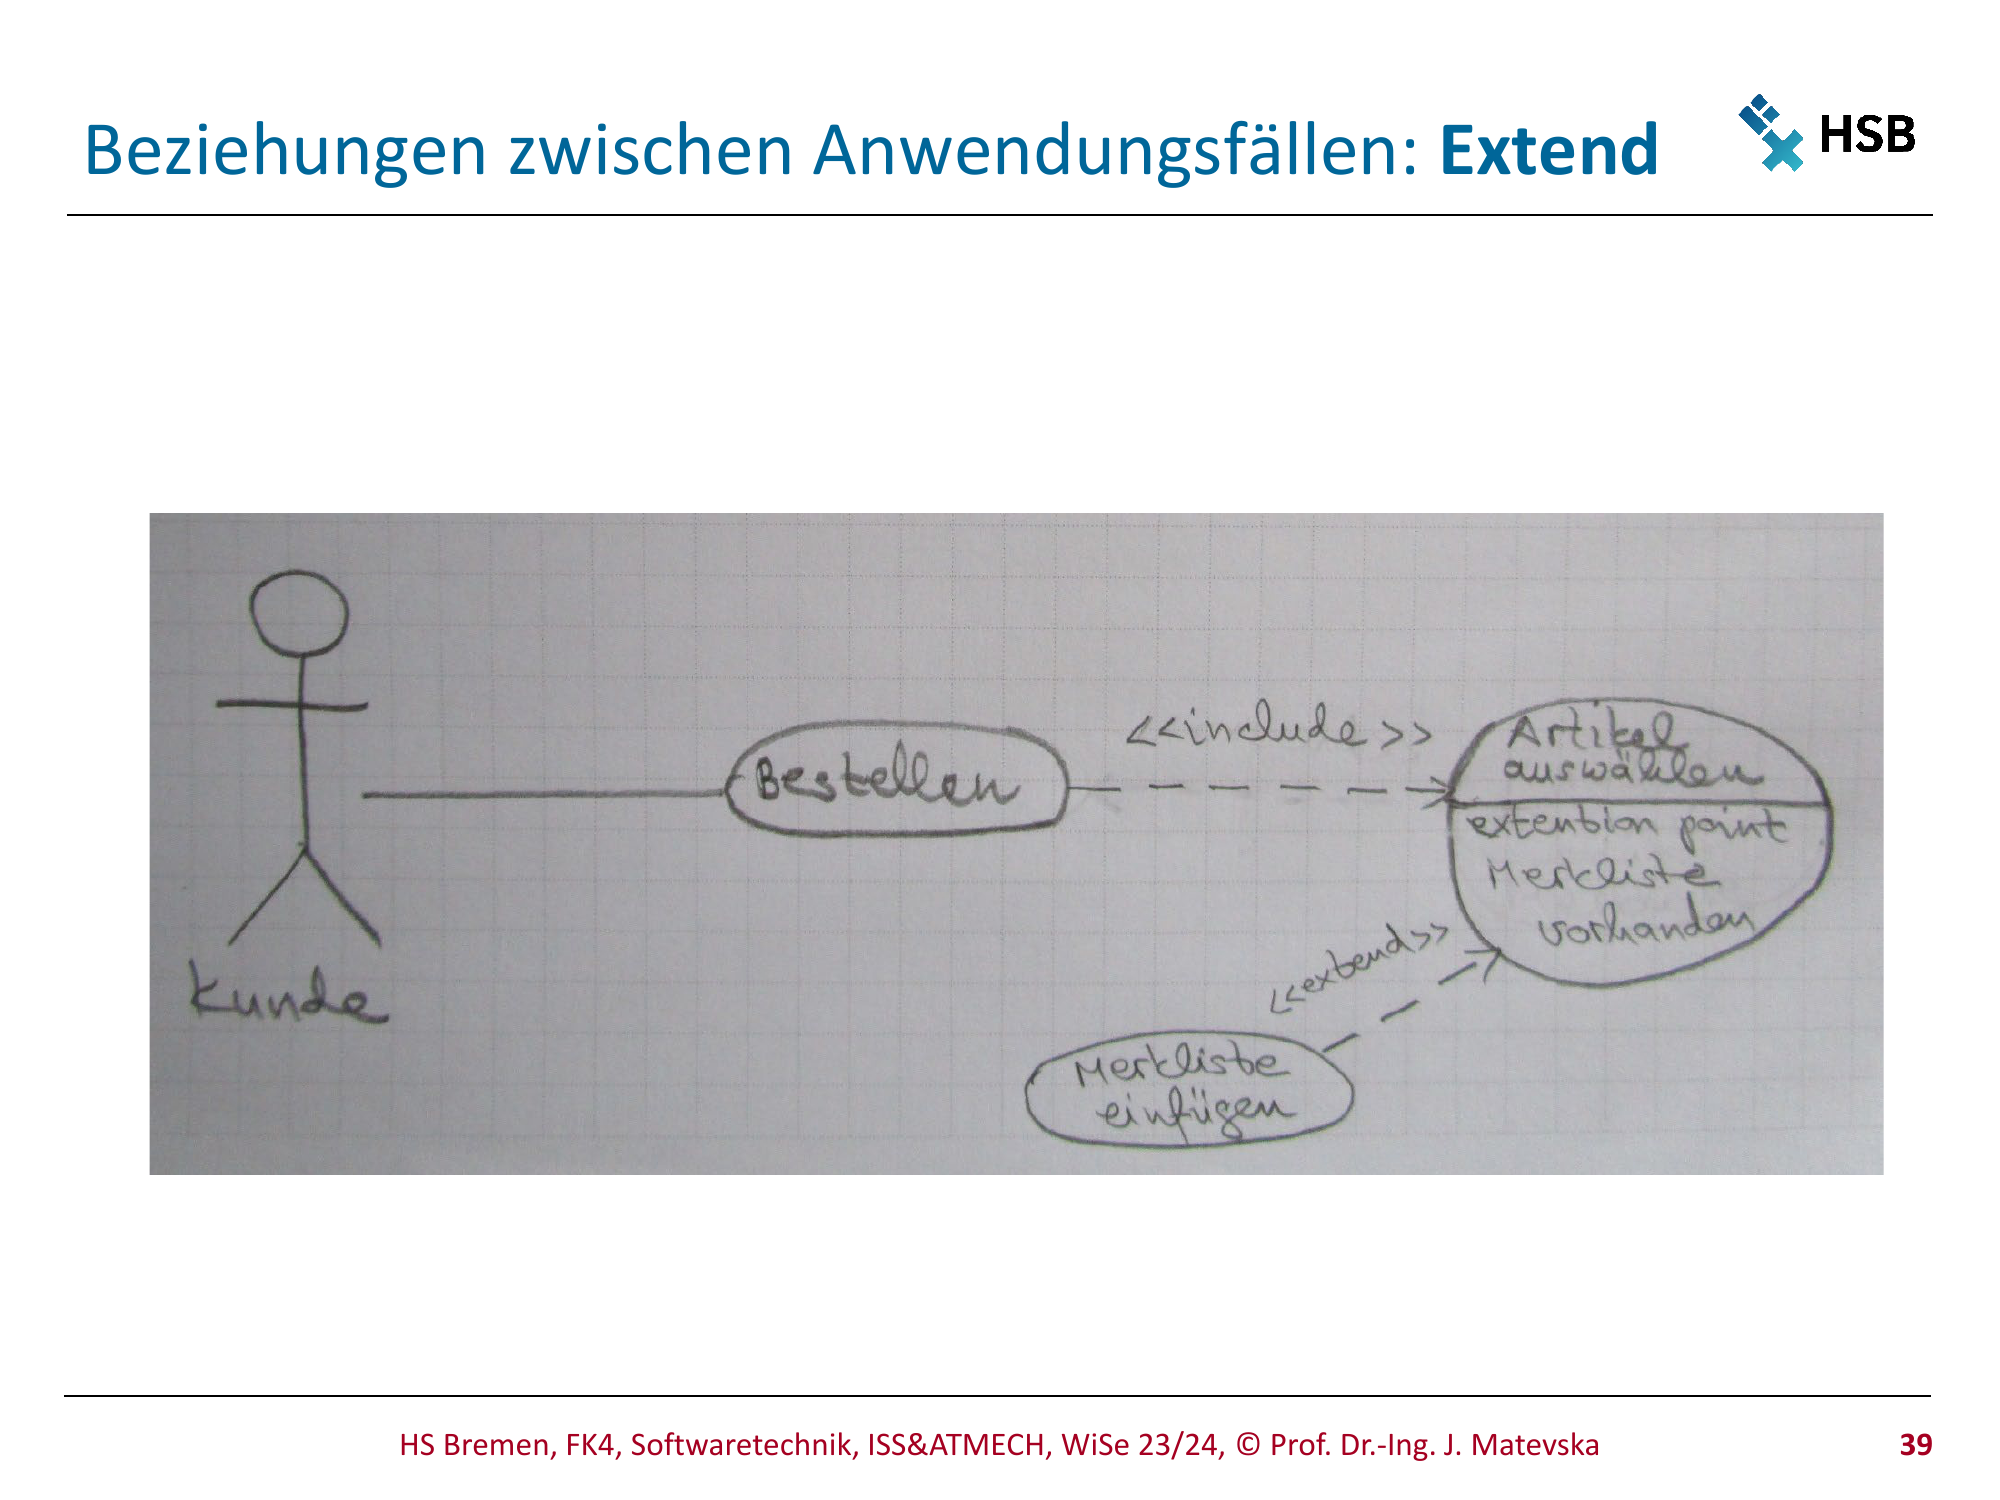 Beziehungen zwischen Anwendungsfällen: Extend
HSB
<<include>>
Artikel
auswählen
Bestellen
extention point
Merkliste
vorhanden
<<extend>>
Kunde
Merkliste
einfügen
HS Bremen, FK4, Softwaretechnik, ISS&ATMECH, WiSe 23/24, © Prof. Dr.-Ing. J. Matevska
39